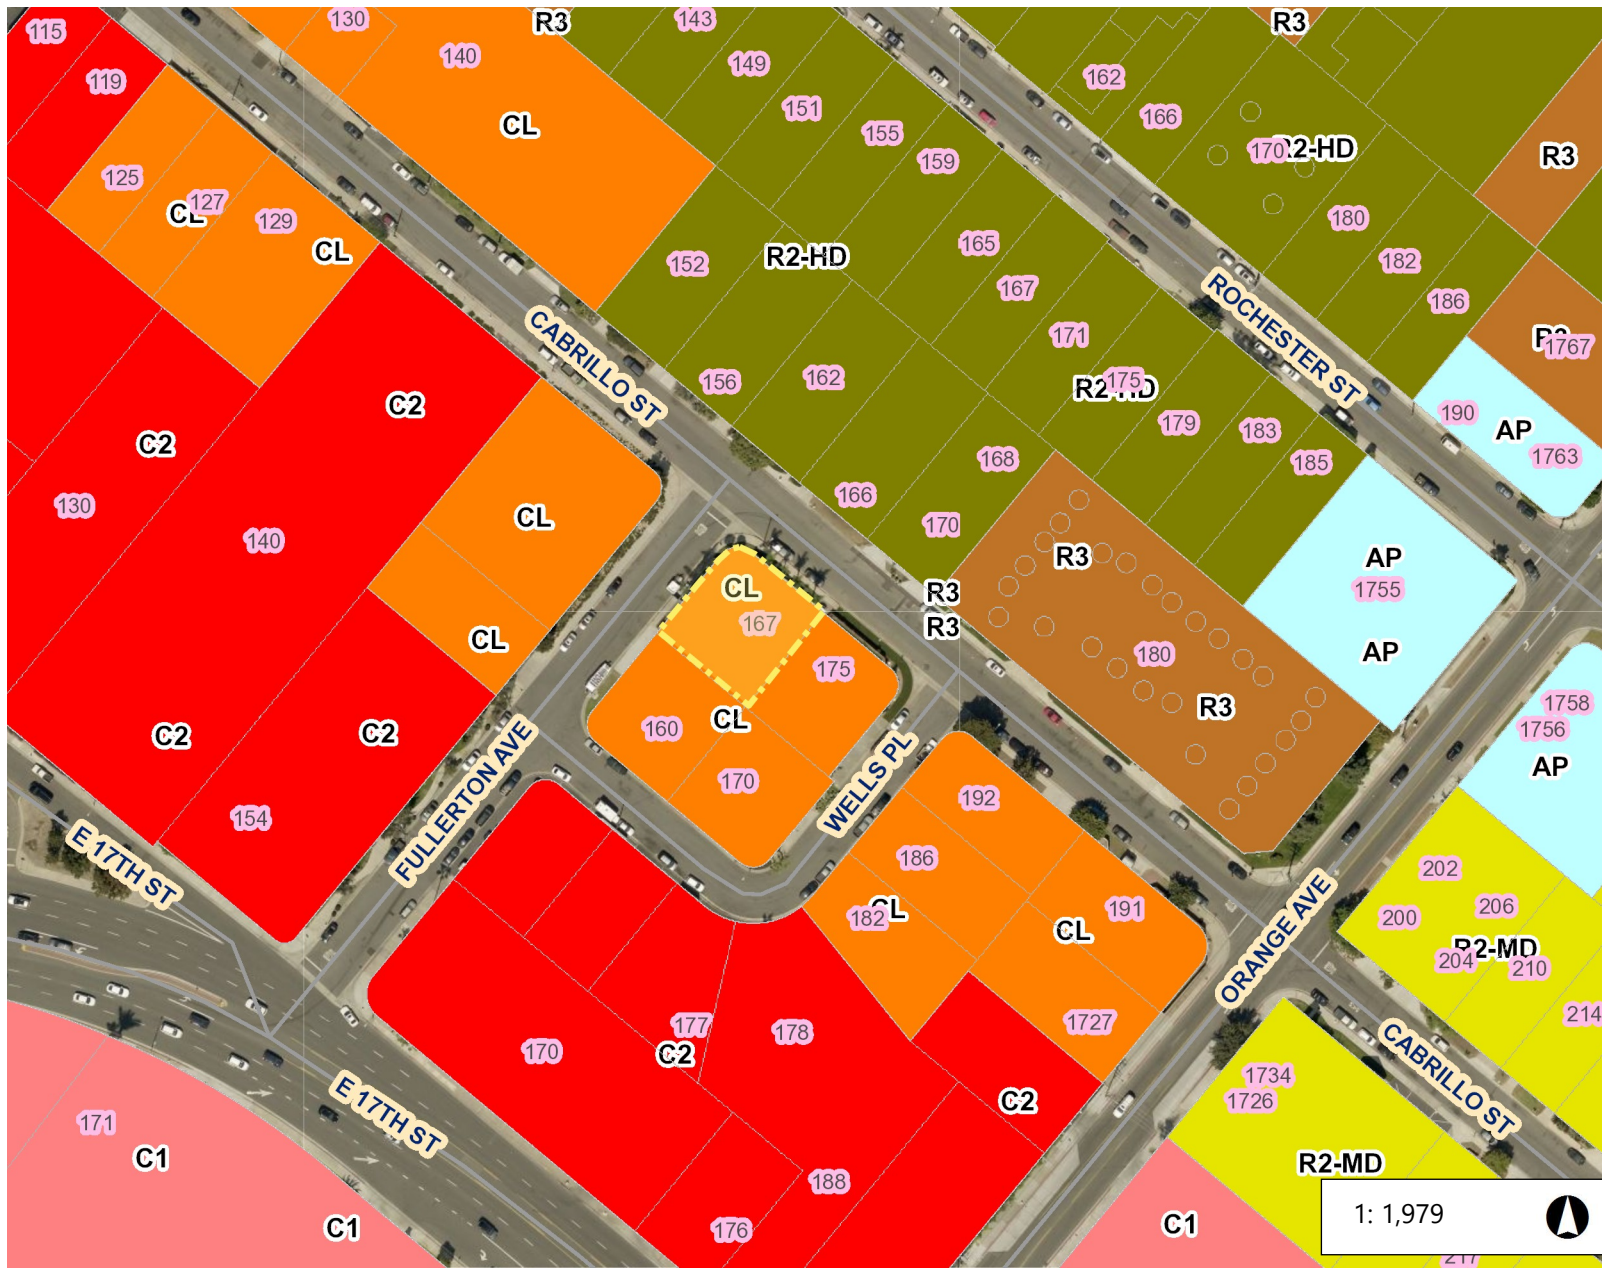 115
130
R3
143
R3
119
140
149
162
CL
151
166
155
170
R2-HD
R3
159
125
127
CL
129
CL
180
165
R2-HD
152
182
167
ROCHESTER ST
186
171
R3
1767
CABRILLO ST
156
162
175
R2-HD
C2
190
AP
179
183
C2
1763
168
185
130
166
CL
170
140
R3
AP
1755
CL
R3
167
R3
CL
AP
180
175
R3
1758
CL
160
1756
C2
C2
AP
170
WELLS PL
192
FULLERTON AVE
154
186
E 17TH ST
202
182
CL
191
206
200
CL
ORANGE AVE
R2-MD
204
210
214
1727
178
177
170
C2
CABRILLO ST
1734
1726
C2
E 17TH ST
171
C1
R2-MD
188
C1
176
C1
1: 1,979
217